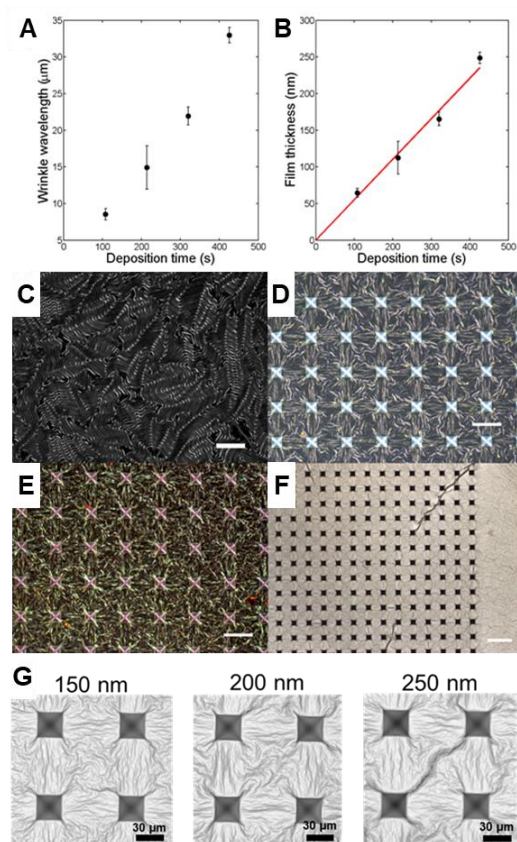 A
B
Wrinkle wavelength (μm)
35
30
25
20
15
10
5
0
100
200
300
400
500
Deposition time (s)
Film thickness (nm)
300
250
200
150
100
50
0
0
100
200
300
400
500
Deposition time (s)
C
D
E
F
G
150 nm
200 nm
250 nm
30 μm
30 μm
30 μm